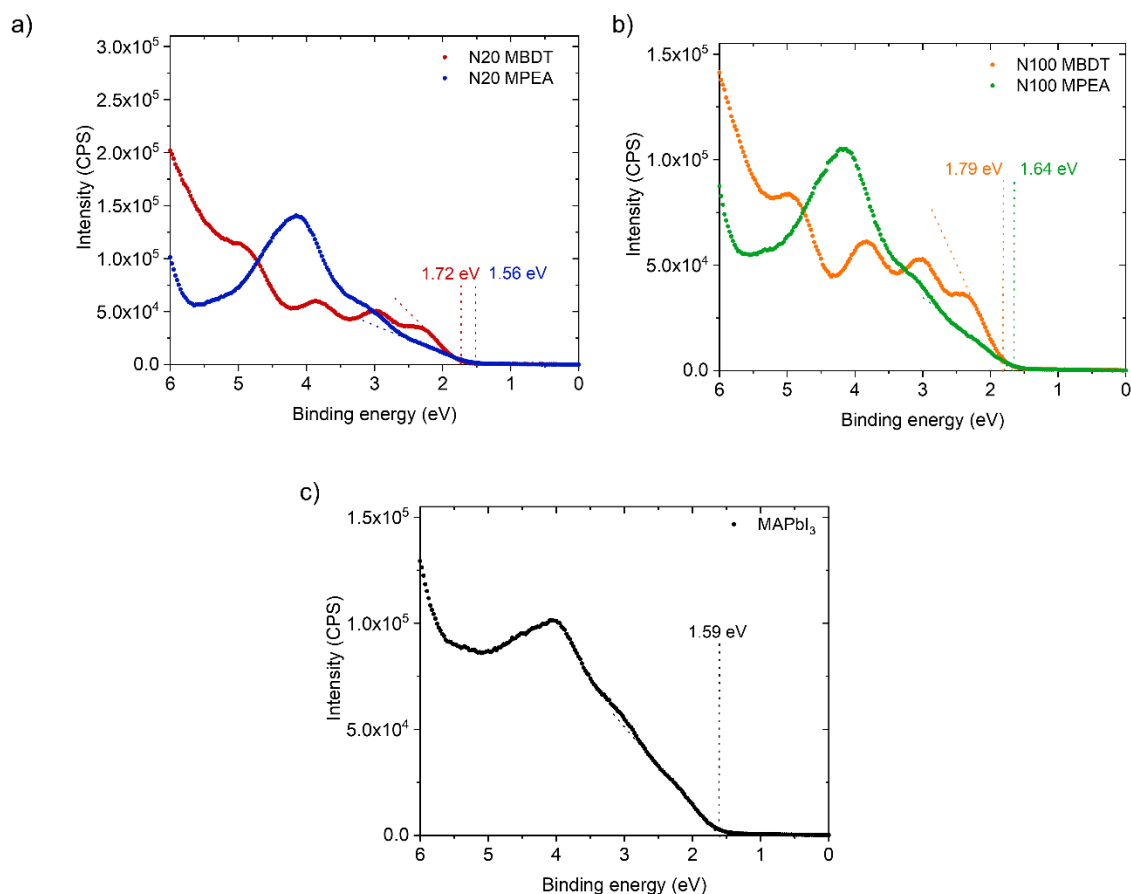 a)
3.0x10⁵
2.5x10⁵
2.0x10⁵
1.5x10⁵
1.0x10⁵
5.0x10⁴
0.0
Intensity (CPS)
N20 MBDT
N20 MPEA
1.72 eV 1.56 eV
6 5 4 3 2 1 0
Binding energy (eV)
b)
1.5x10⁵
1.0x10⁵
5.0x10⁴
0.0
Intensity (CPS)
N100 MBDT
N100 MPEA
1.79 eV 1.64 eV
6 5 4 3 2 1 0
Binding energy (eV)
c)
1.5x10⁵
1.0x10⁵
5.0x10⁴
0.0
Intensity (CPS)
MAPbI₃
1.59 eV
6 5 4 3 2 1 0
Binding energy (eV)